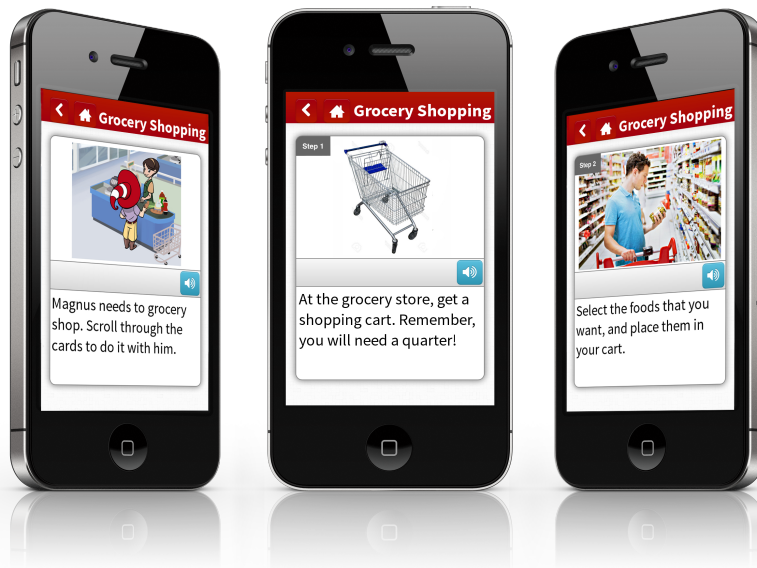 Grocery Shopping
Magnus needs to grocery
shop. Scroll through the
cards to do it with him.
Grocery Shopping
Step 1
At the grocery store, get a
shopping cart. Remember,
you will need a quarter!
Grocery Shopping
Step 2
Select the foods that you
want, and place them in
your cart.